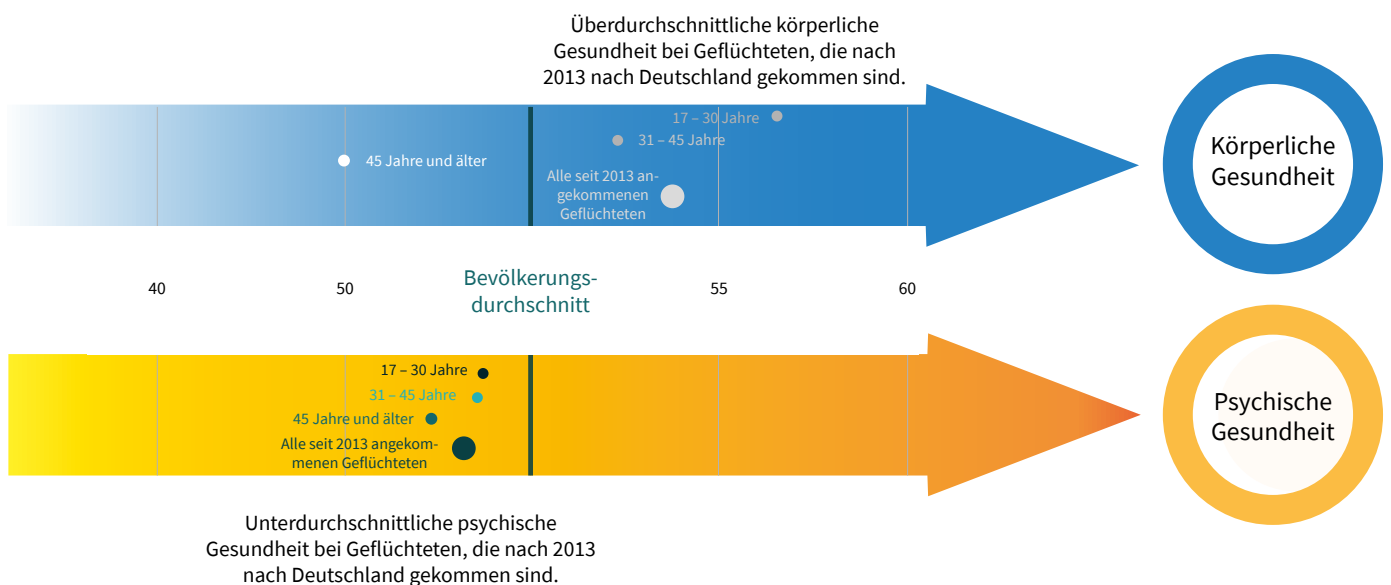 Überdurchschnittliche körperliche
Gesundheit bei Geflüchteten, die nach
2013 nach Deutschland gekommen sind.
17 – 30 Jahre
31 – 45 Jahre
45 Jahre und älter
Alle seit 2013 an-
gekommenen
Geflüchteten
Körperliche
Gesundheit
40
50
Bevölkerungs-
durchschnitt
55
60
17 – 30 Jahre
31 – 45 Jahre
45 Jahre und älter
Alle seit 2013 angekom-
menen Geflüchteten
Psychische
Gesundheit
Unterdurchschnittliche psychische
Gesundheit bei Geflüchteten, die nach 2013
nach Deutschland gekommen sind.